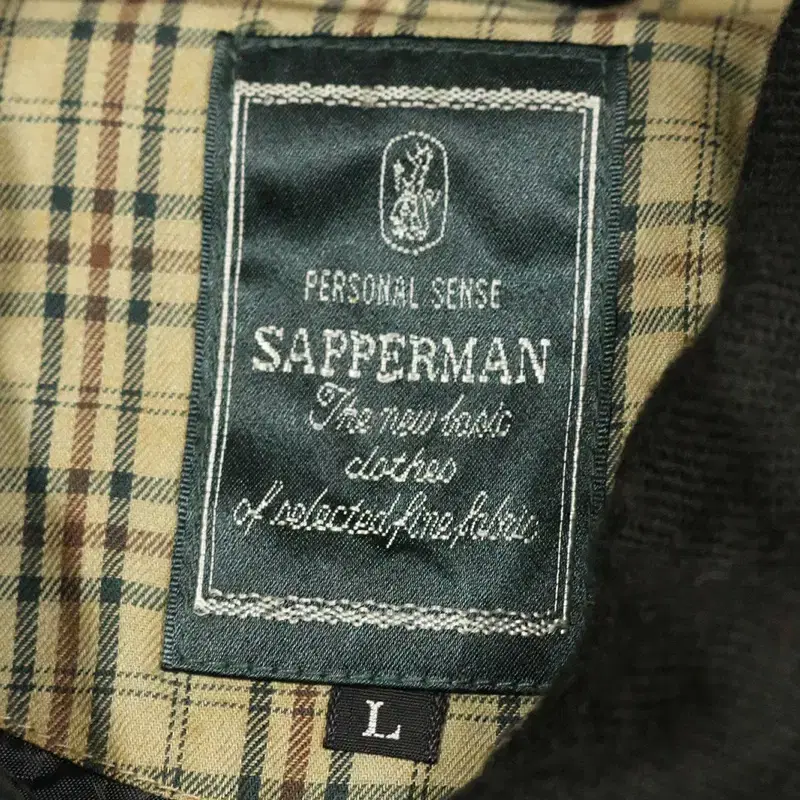 PERSONAL SENSE
SAPPERMAN
The new basic
clothes
of selected fine fabric
L